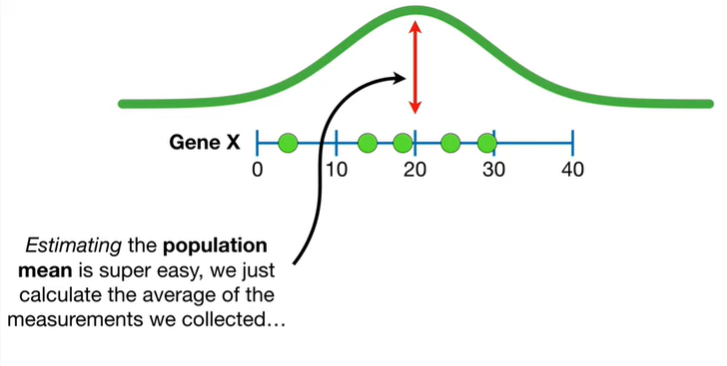 Gene X
0 10 20 30 40
Estimating the population
mean is super easy, we just
calculate the average of the
measurements we collected…